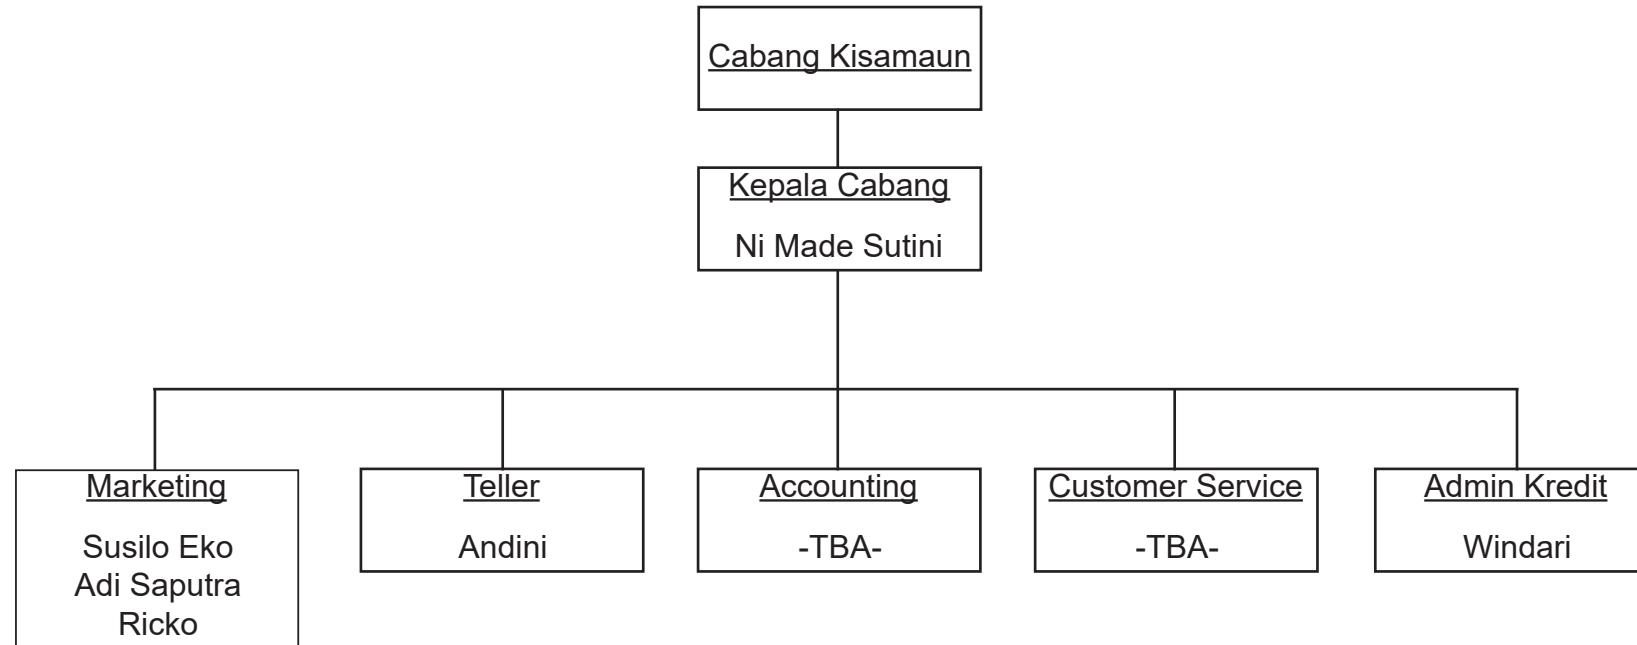 Cabang Kisamaun
Kepala Cabang
Ni Made Sutini
Marketing
Susilo Eko
Adi Saputra
Ricko
Teller
Andini
Accounting
-TBA-
Customer Service
-TBA-
Admin Kredit
Windari